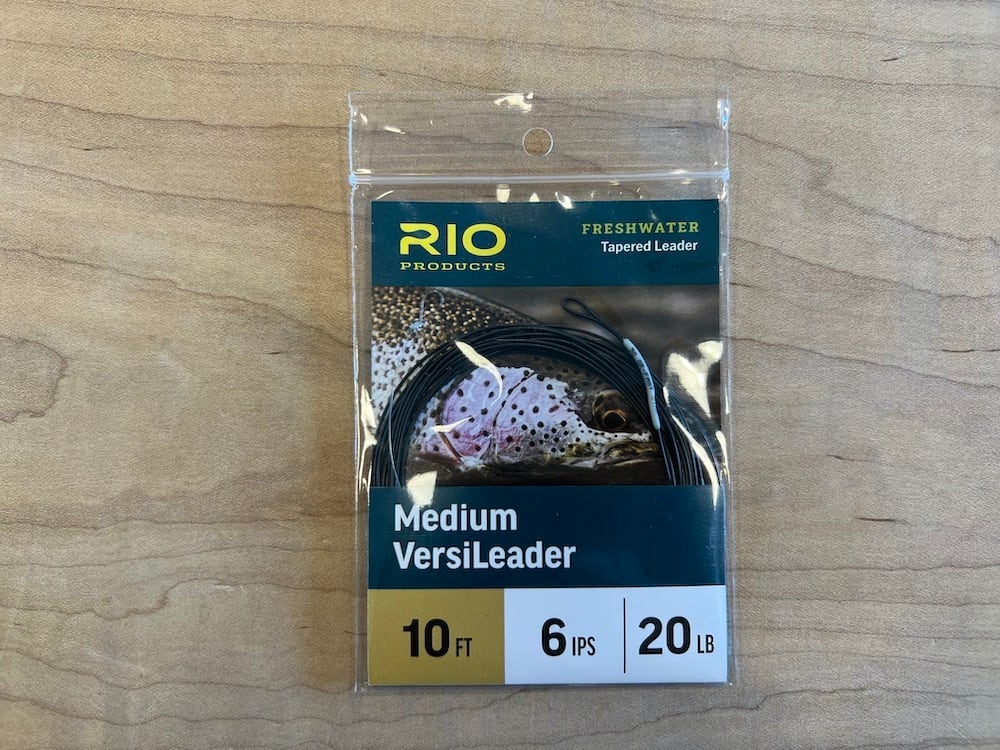 RIO
PRODUCTS
FRESHWATER
Tapered Leader
Medium
VersiLeader
10 FT
6 IPS
20 LB